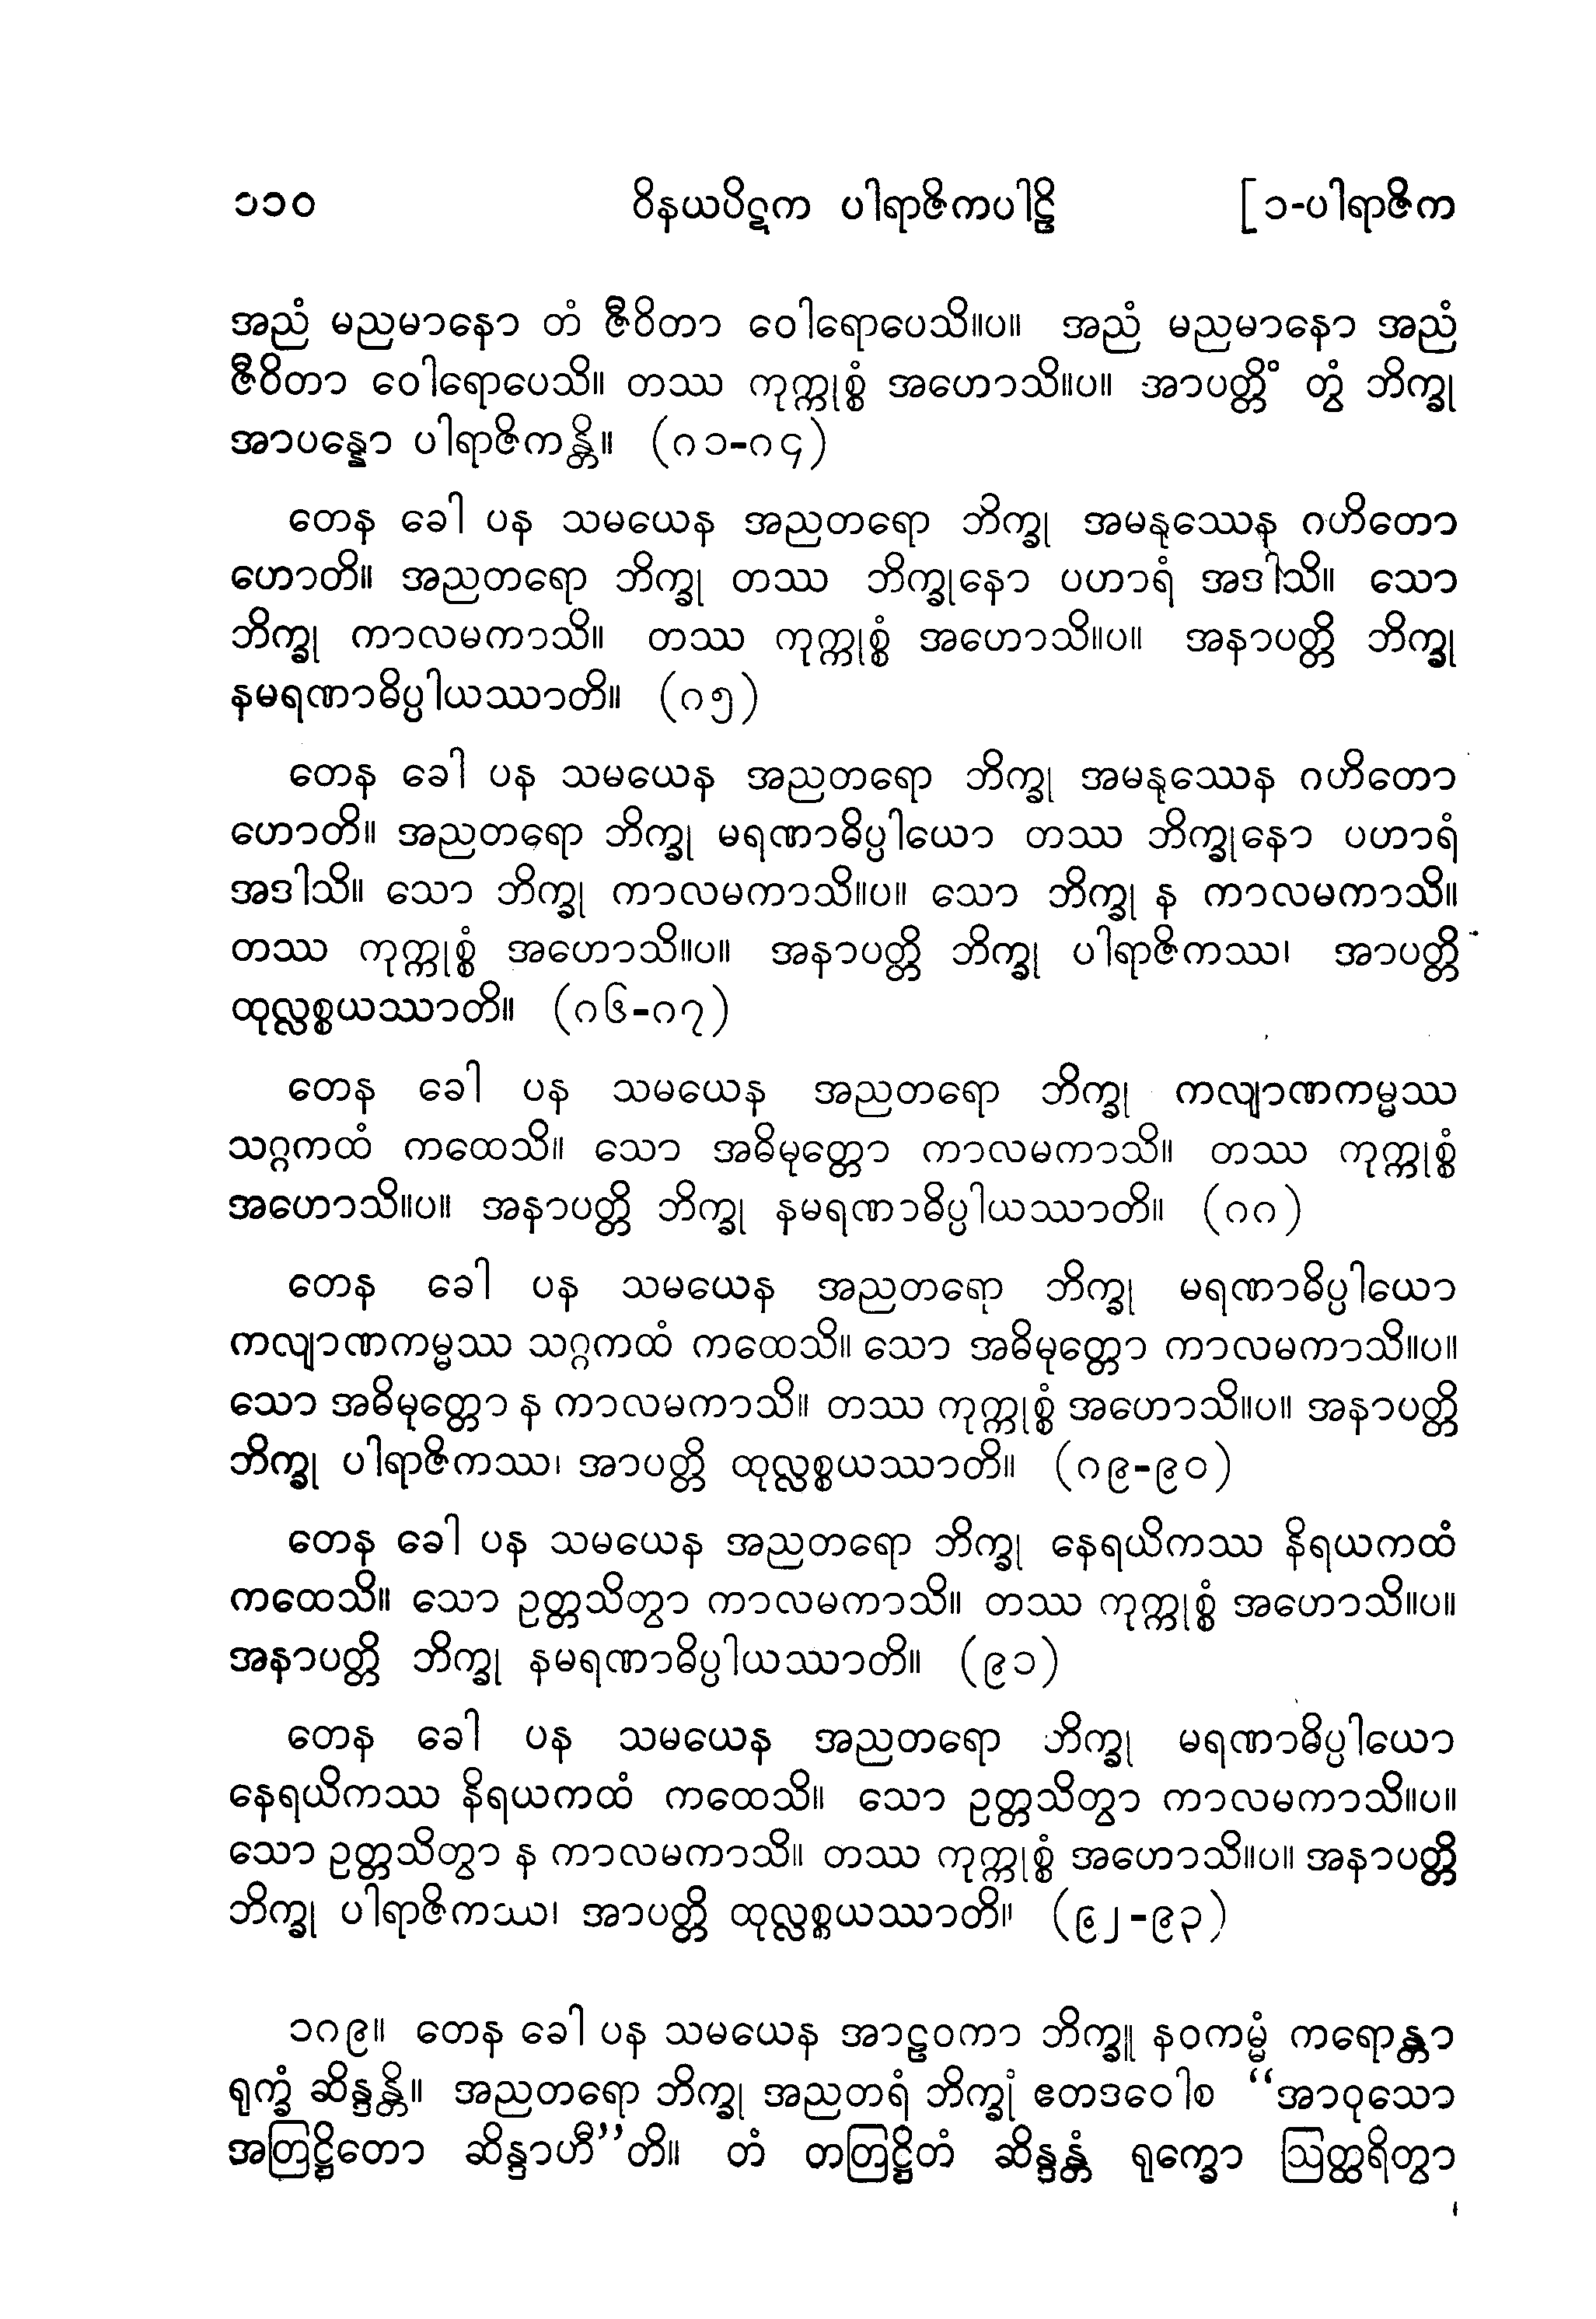 ၁၁၀ ဝိနယပိဋက ပါရာဇိကပါဠိ [၁-ပါရာဇိက
အညံ မညမာနော တံ ဇီဝိတာ ဝေါရောပေသိ။ပ။ အညံ မညမာနော အညံ
ဇီဝိတာ ဝေါရောပေသိ။ တဿ ကုက္ကုစ္စံ အဟောသိ။ပ။ အာပတ္တိံ တွံ ဘိက္ခု
အာပန္နော ပါရာဇိကန္တိ။ (၈၁-၈၄)
တေန ခေါ ပန သမယေန အညတရော ဘိက္ခု အမနုဿေန ဂဟိတော
ဟောတိ။ အညတရော ဘိက္ခု တဿ ဘိက္ခုနော ပဟာရံ အဒါသိ။ သော
ဘိက္ခု ကာလမကာသိ။ တဿ ကုက္ကုစ္စံ အဟောသိ။ပ။ အနာပတ္တိ ဘိက္ခု
နမရဏာဓိပ္ပါယဿာတိ။ (၈၅)
တေန ခေါ ပန သမယေန အညတရော ဘိက္ခု အမနုဿေန ဂဟိတော
ဟောတိ။ အညတရော ဘိက္ခု မရဏာဓိပ္ပါယော တဿ ဘိက္ခုနော ပဟာရံ
အဒါသိ။ သော ဘိက္ခု ကာလမကာသိ။ပ။ သော ဘိက္ခု န ကာလမကာသိ။
တဿ ကုက္ကုစ္စံ အဟောသိ။ပ။ အနာပတ္တိ ဘိက္ခု ပါရာဇိကဿ၊ အာပတ္တိ
ထုလ္လစ္စယဿာတိ။ (၈၆-၈၇)
တေန ခေါ ပန သမယေန အညတရော ဘိက္ခု ကလျာဏကမ္မဿ
သဂ္ဂကထံ ကထေသိ။ သော အဓိမုတ္တော ကာလမကာသိ။ တဿ ကုက္ကုစ္စံ
အဟောသိ။ပ။ အနာပတ္တိ ဘိက္ခု နမရဏာဓိပ္ပါယဿာတိ။ (၈၈)
တေန ခေါ ပန သမယေန အညတရော ဘိက္ခု မရဏာဓိပ္ပါယော
ကလျာဏကမ္မဿ သဂ္ဂကထံ ကထေသိ။ သော အဓိမုတ္တော ကာလမကာသိ။ပ။
သော အဓိမုတ္တော န ကာလမကာသိ။ တဿ ကုက္ကုစ္စံ အဟောသိ။ပ။ အနာပတ္တိ
ဘိက္ခု ပါရာဇိကဿ၊ အာပတ္တိ ထုလ္လစ္စယဿာတိ။ (၈၉-၉၀)
တေန ခေါ ပန သမယေန အညတရော ဘိက္ခု နေရယိကဿ နိရယကထံ
ကထေသိ။ သော ဥတ္တသိတွာ ကာလမကာသိ။ တဿ ကုက္ကုစ္စံ အဟောသိ။ပ။
အနာပတ္တိ ဘိက္ခု နမရဏာဓိပ္ပါယဿာတိ။ (၉၁)
တေန ခေါ ပန သမယေန အညတရော ဘိက္ခု မရဏာဓိပ္ပါယော
နေရယိကဿ နိရယကထံ ကထေသိ။ သော ဥတ္တသိတွာ ကာလမကာသိ။ပ။
သော ဥတ္တသိတွာ န ကာလမကာသိ။ တဿ ကုက္ကုစ္စံ အဟောသိ။ပ။ အနာပတ္တိ
ဘိက္ခု ပါရာဇိကဿ၊ အာပတ္တိ ထုလ္လစ္စယဿာတိ။ (၉၂-၉၃)
၁၈၉။ တေန ခေါ ပန သမယေန အာဠဝကာ ဘိက္ခူ နဝကမ္မံ ကရောန္တာ
ရုက္ခံ ဆိန္ဒန္တိ။ အညတရော ဘိက္ခု အညတရံ ဘိက္ခုံ ဧတဒဝေါစ “အာဝုသော
အတြဋ္ဌိတော ဆိန္ဒာဟီ”တိ။ တံ တတြဋ္ဌိတံ ဆိန္ဒန္တံ ရုက္ခော ဩတ္ထရိတွာ